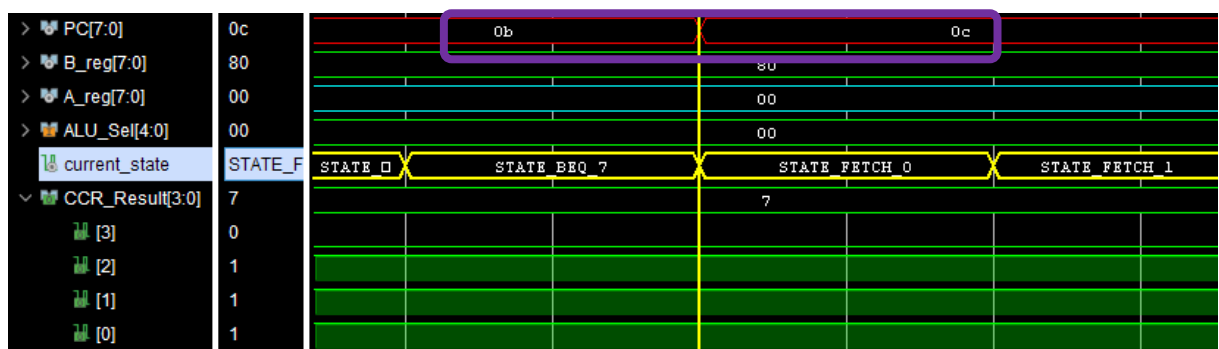 PC[7:0] 0c 0b 0c
B_reg[7:0] 80 80
A_reg[7:0] 00 00
ALU_Sel[4:0] 00 00
current_state STATE_F STATE_□ STATE_BEQ_7 STATE_FETCH_0 STATE_FETCH_1
CCR_Result[3:0] 7 7
[3] 0
[2] 1
[1] 1
[0] 1